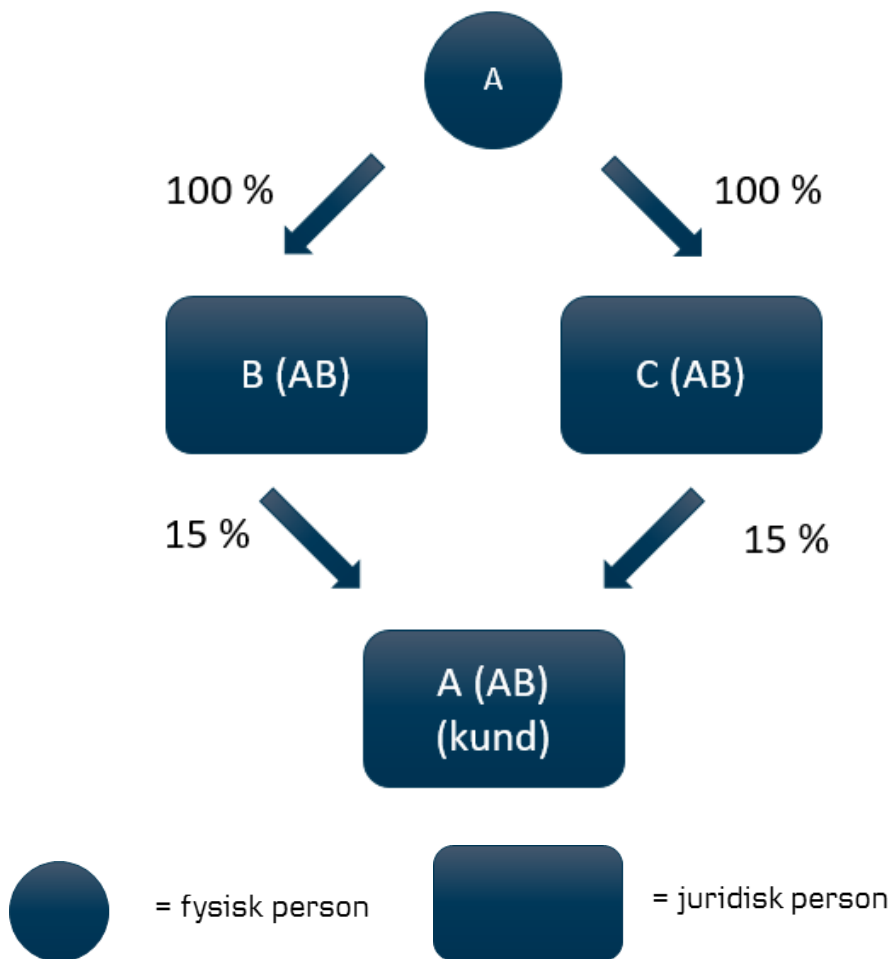 A
100 %
100 %
B (AB)
C (AB)
15 %
15 %
A (AB)
(kund)
= fysisk person
= juridisk person